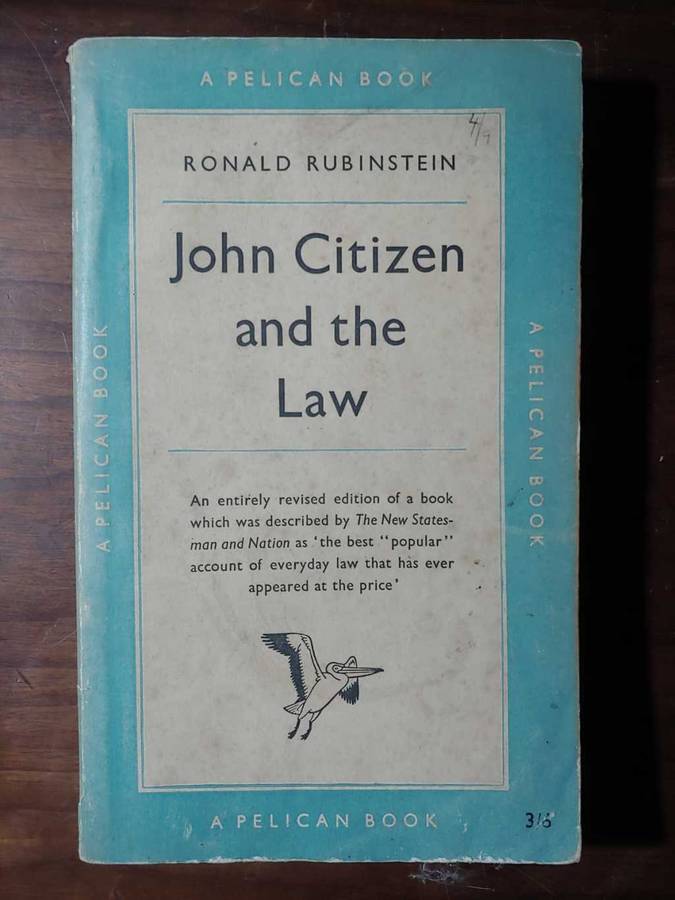 A PELICAN BOOK
4/7
RONALD RUBINSTEIN
John Citizen
and the
Law
A PELICAN BOOK
A PELICAN BOOK
An entirely revised edition of a book
which was described by The New States-
man and Nation as ‘the best “popular”
account of everyday law that has ever
appeared at the price’
A PELICAN BOOK
3/6